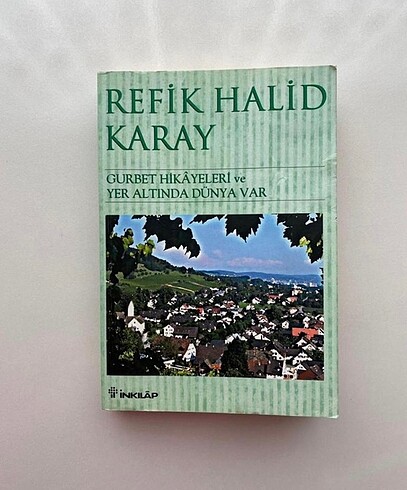 REFİK HALİD
KARAY
GURBET HİKÂYELERİ ve
YER ALTINDA DÜNYA VAR
İNKILÂP